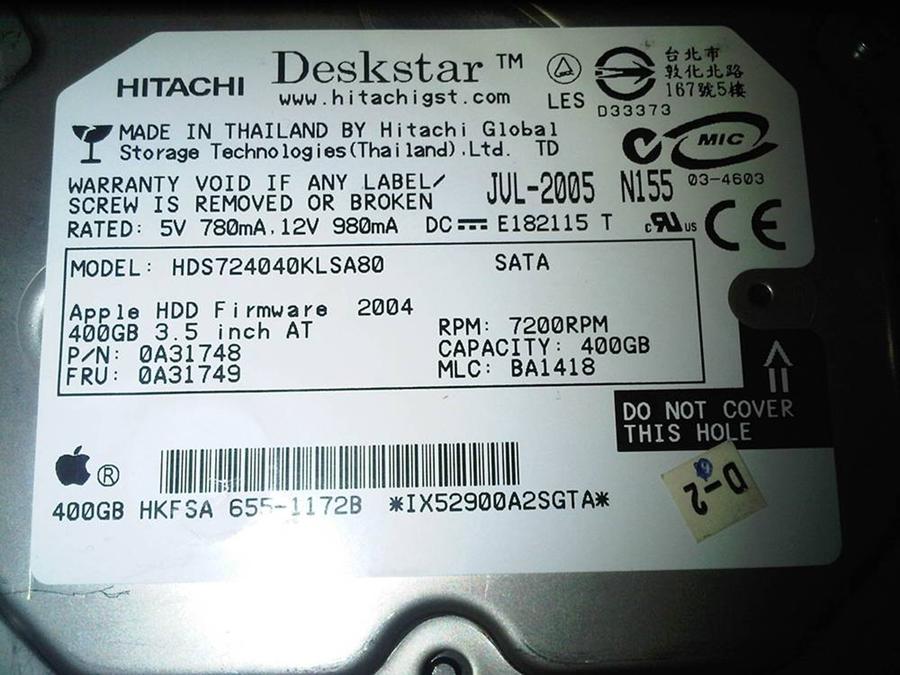 HITACHI Deskstar™
www.hitachigst.com
LES
D33373
台北市
敦化北路
167號5樓
MADE IN THAILAND BY Hitachi Global
Storage Technologies(Thailand).Ltd. TD
MIC
03-4603
WARRANTY VOID IF ANY LABEL/
SCREW IS REMOVED OR BROKEN
JUL-2005 N155
RATED: 5V 780mA,12V 980mA DC E182115 T
c RU US
CE
MODEL: HDS724040KLSA80 SATA
Apple HDD Firmware 2004
400GB 3.5 inch AT
P/N: 0A31748
FRU: 0A31749
RPM: 7200RPM
CAPACITY: 400GB
MLC: BA1418
DO NOT COVER
THIS HOLE
®
400GB HKFSA 655-1172B *IX52900A2SGTA*
D-2